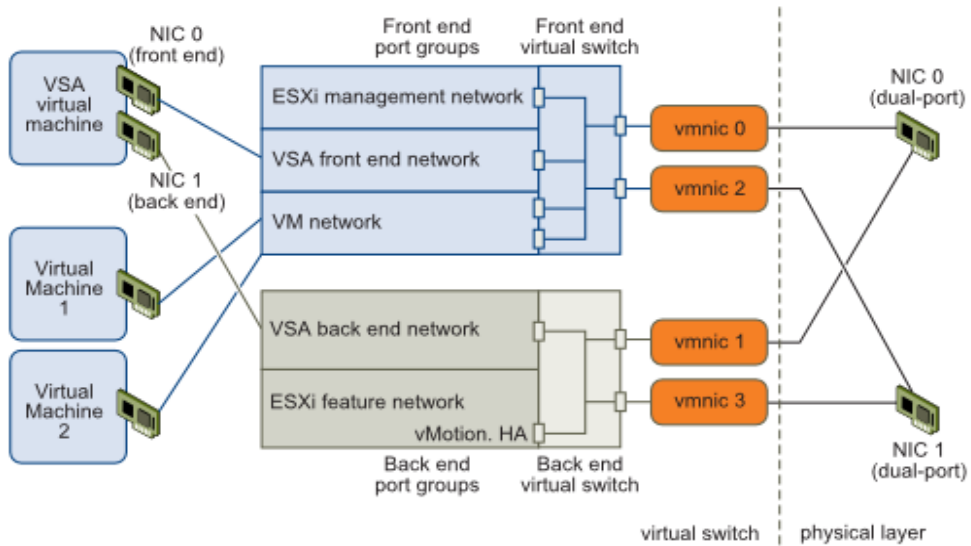 NIC 0
(front end)
Front end
port groups
Front end
virtual switch
VSA
virtual
machine
ESXi management network
VSA front end network
VM network
NIC 1
(back end)
vmnic 0
vmnic 2
NIC 0
(dual-port)
Virtual
Machine
1
Virtual
Machine
2
VSA back end network
ESXi feature network
vMotion. HA
vmnic 1
vmnic 3
Back end
port groups
Back end
virtual switch
NIC 1
(dual-port)
virtual switch
physical layer